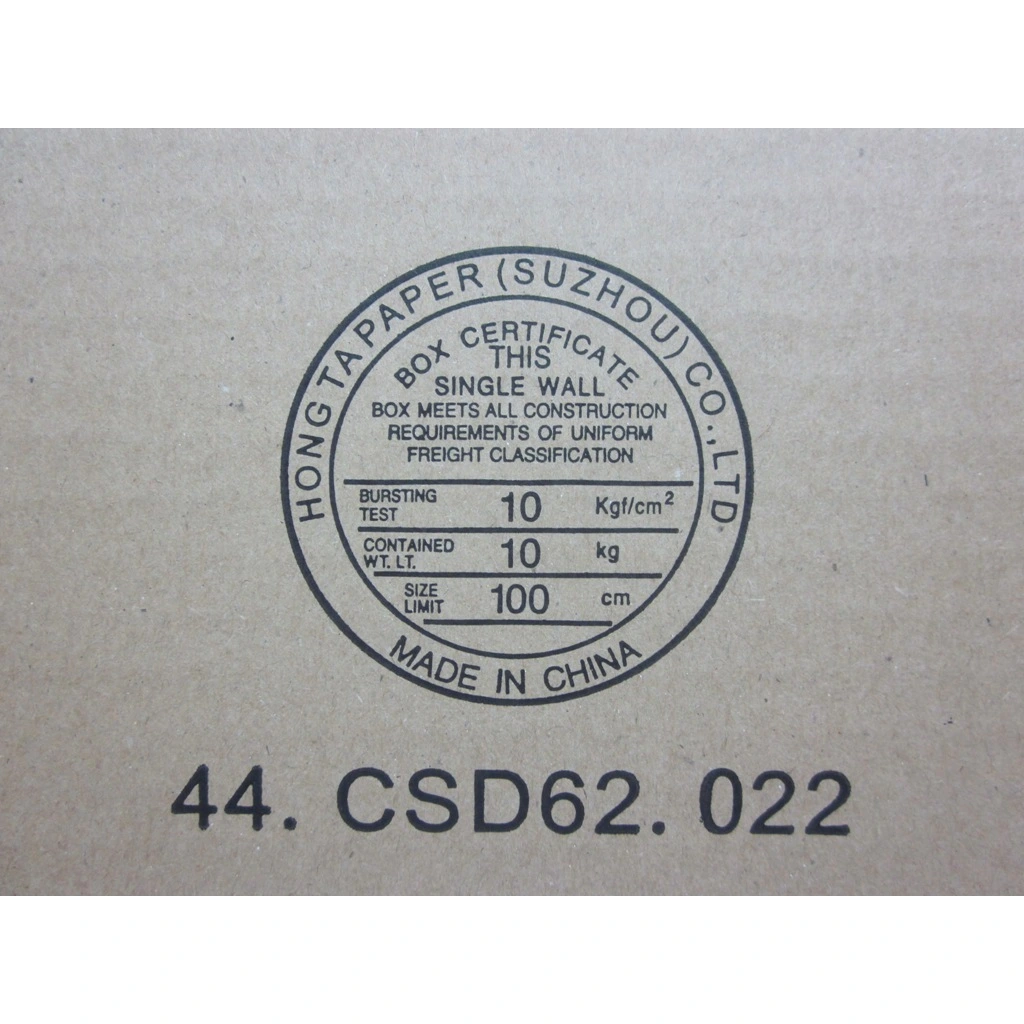 HONG TA PAPER (SUZHOU) CO.,LTD
BOX CERTIFICATE
THIS
SINGLE WALL
BOX MEETS ALL CONSTRUCTION
REQUIREMENTS OF UNIFORM
FREIGHT CLASSIFICATION
BURSTING TEST 10 Kgf/cm²
CONTAINED WT. LT. 10 kg
SIZE LIMIT 100 cm
MADE IN CHINA
44. CSD62. 022